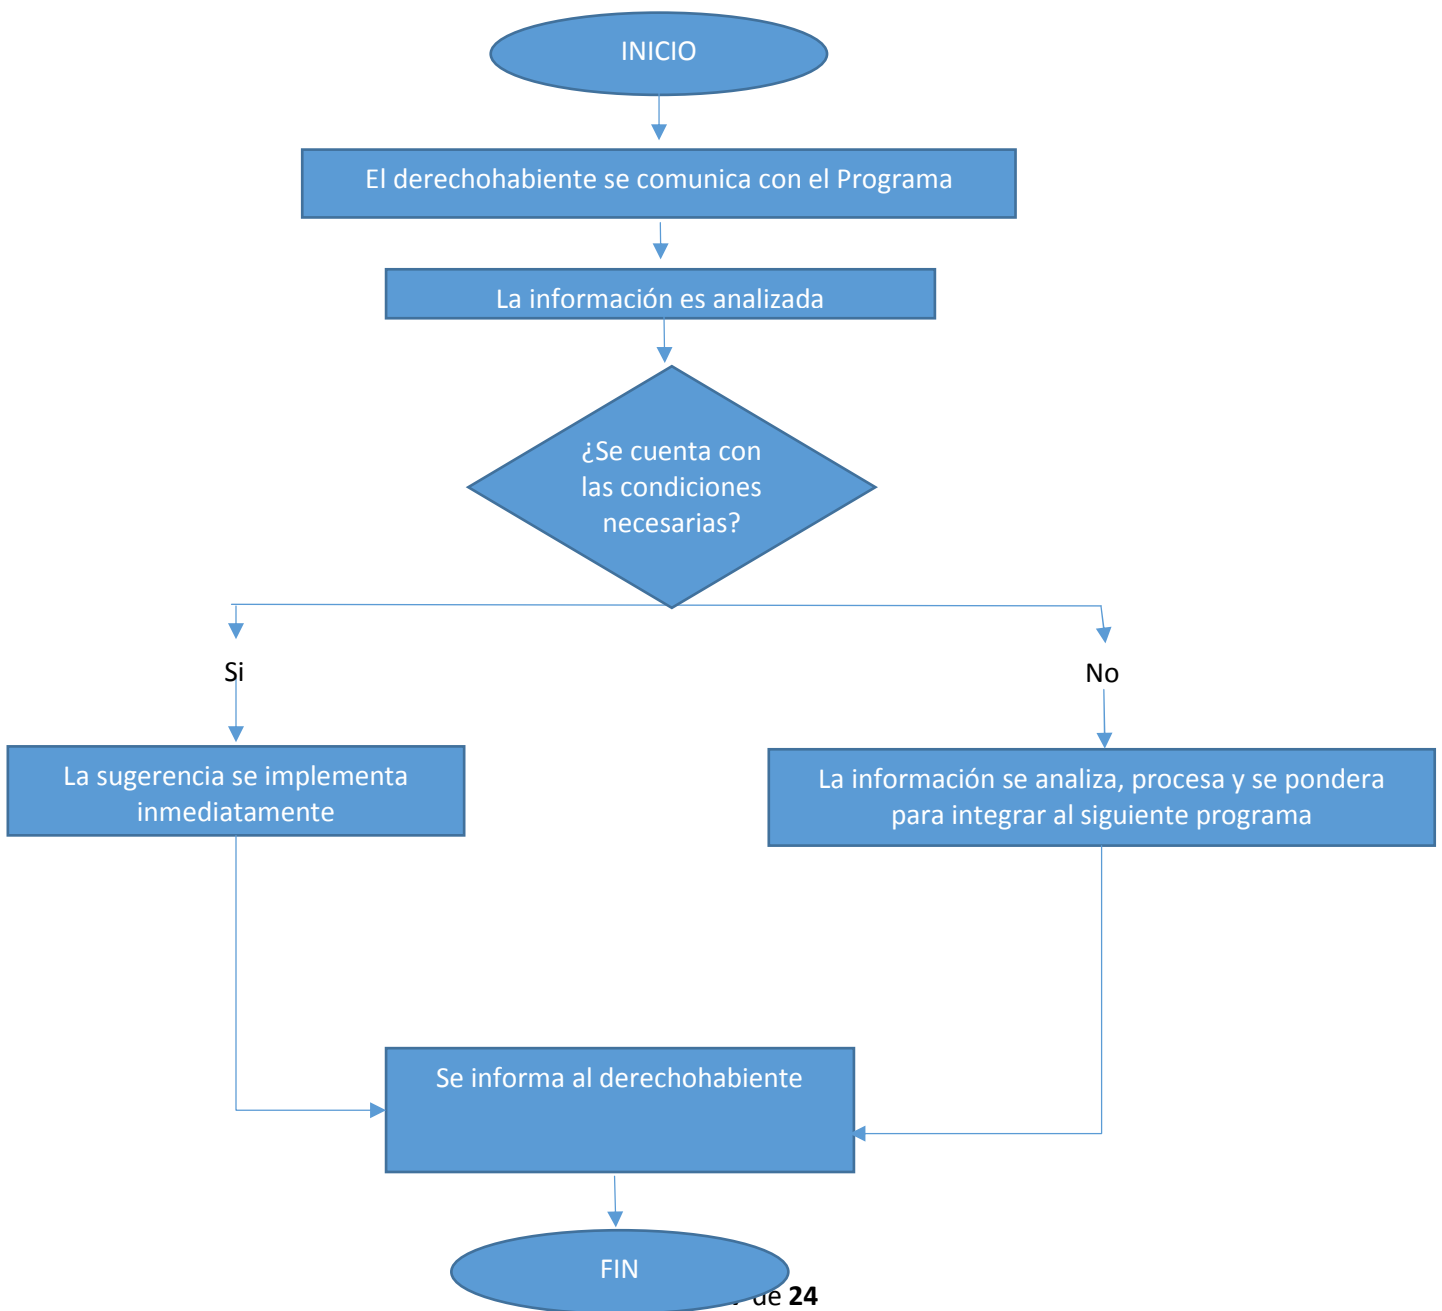 INICIO
El derechohabiente se comunica con el Programa
La información es analizada
¿Se cuenta con
las condiciones
necesarias?
Si
No
La sugerencia se implementa
inmediatamente
La información se analiza, procesa y se pondera
para integrar al siguiente programa
Se informa al derechohabiente
FIN
de 24